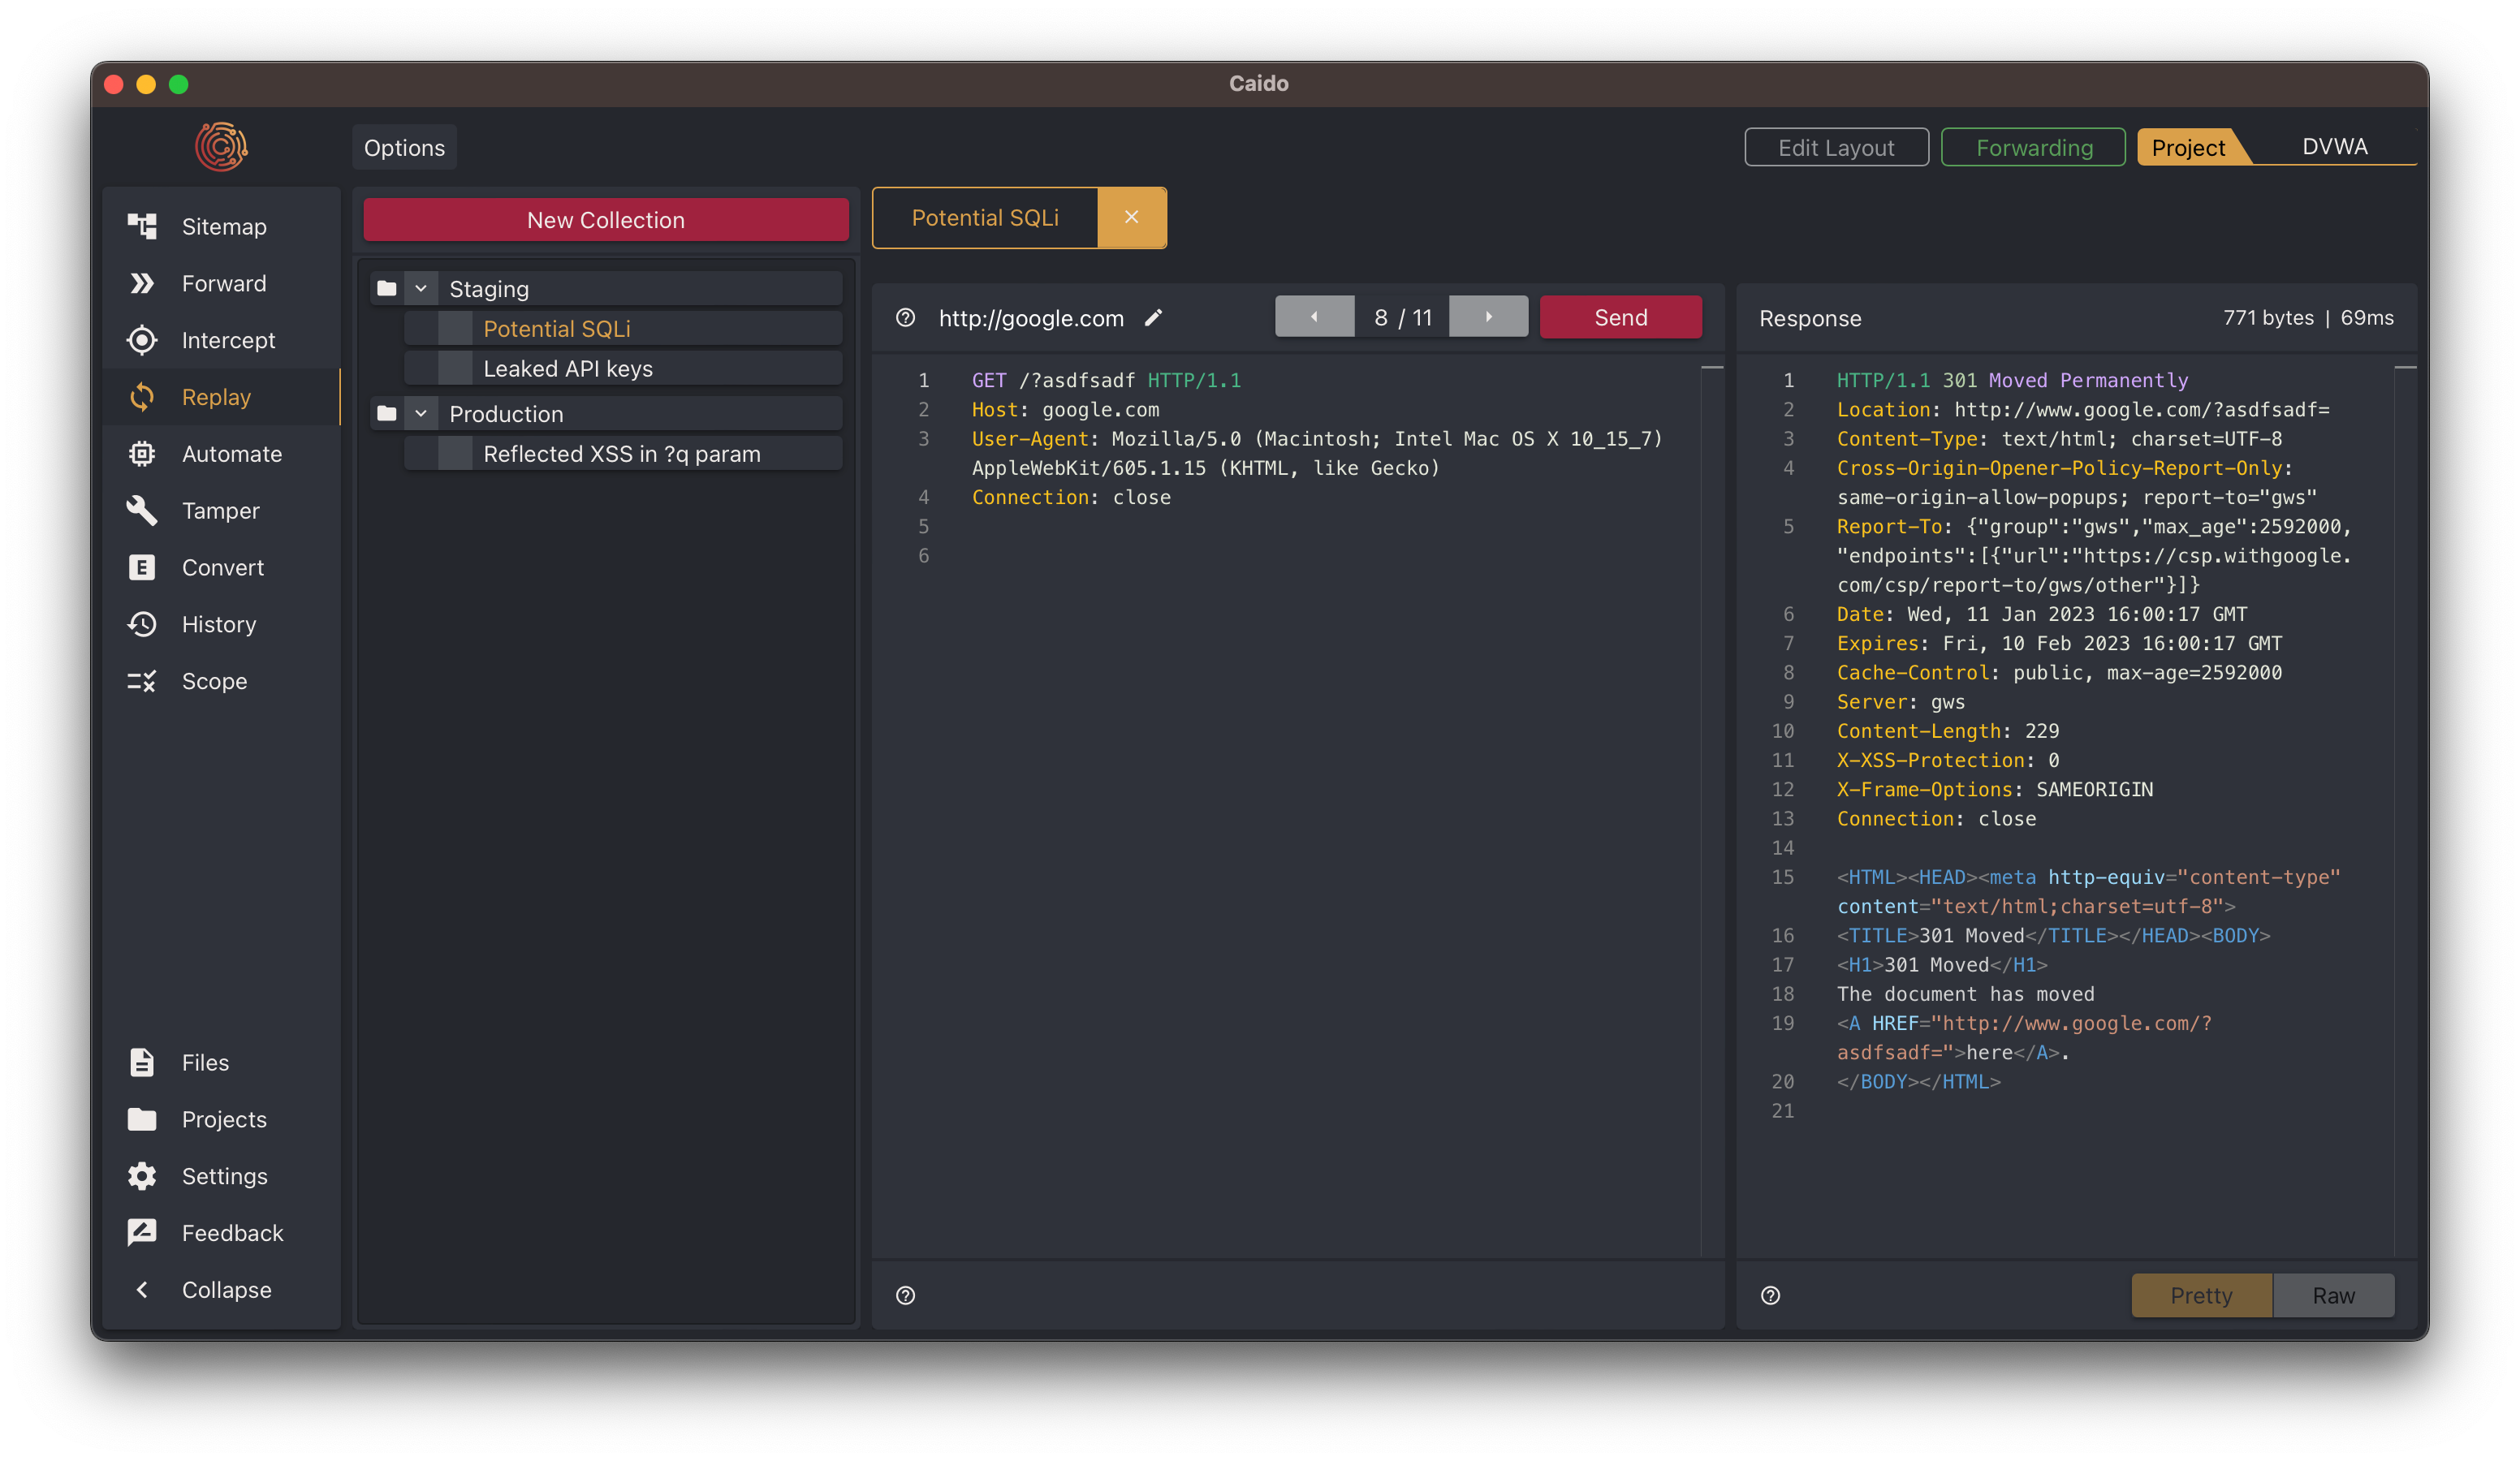 Caido
Options
Edit Layout
Forwarding
Project
DVWA
Sitemap
Forward
Intercept
Replay
Automate
Tamper
Convert
History
Scope
Files
Projects
Settings
Feedback
Collapse
New Collection
Staging
Potential SQLi
Leaked API keys
Production
Reflected XSS in ?q param
Potential SQLi
http://google.com
8 / 11
Send
1 GET /?asdfsadf HTTP/1.1
2 Host: google.com
3 User-Agent: Mozilla/5.0 (Macintosh; Intel Mac OS X 10_15_7)
AppleWebKit/605.1.15 (KHTML, like Gecko)
4 Connection: close
5
6
Response
771 bytes | 69ms
1 HTTP/1.1 301 Moved Permanently
2 Location: http://www.google.com/?asdfsadf=
3 Content-Type: text/html; charset=UTF-8
4 Cross-Origin-Opener-Policy-Report-Only:
same-origin-allow-popups; report-to="gws"
5 Report-To: {"group":"gws","max_age":2592000,
"endpoints":[{"url":"https://csp.withgoogle.
com/csp/report-to/gws/other"}]}
6 Date: Wed, 11 Jan 2023 16:00:17 GMT
7 Expires: Fri, 10 Feb 2023 16:00:17 GMT
8 Cache-Control: public, max-age=2592000
9 Server: gws
10 Content-Length: 229
11 X-XSS-Protection: 0
12 X-Frame-Options: SAMEORIGIN
13 Connection: close
14
15 <HTML><HEAD><meta http-equiv="content-type"
content="text/html;charset=utf-8">
16 <TITLE>301 Moved</TITLE></HEAD><BODY>
17 <H1>301 Moved</H1>
18 The document has moved
19 <A HREF="http://www.google.com/?
asdfsadf=">here</A>.
20 </BODY></HTML>
21
Pretty
Raw